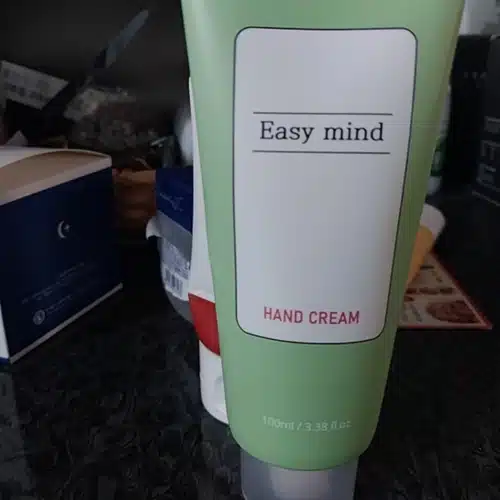 Easy mind
HAND CREAM
100ml / 3.38 fl.oz